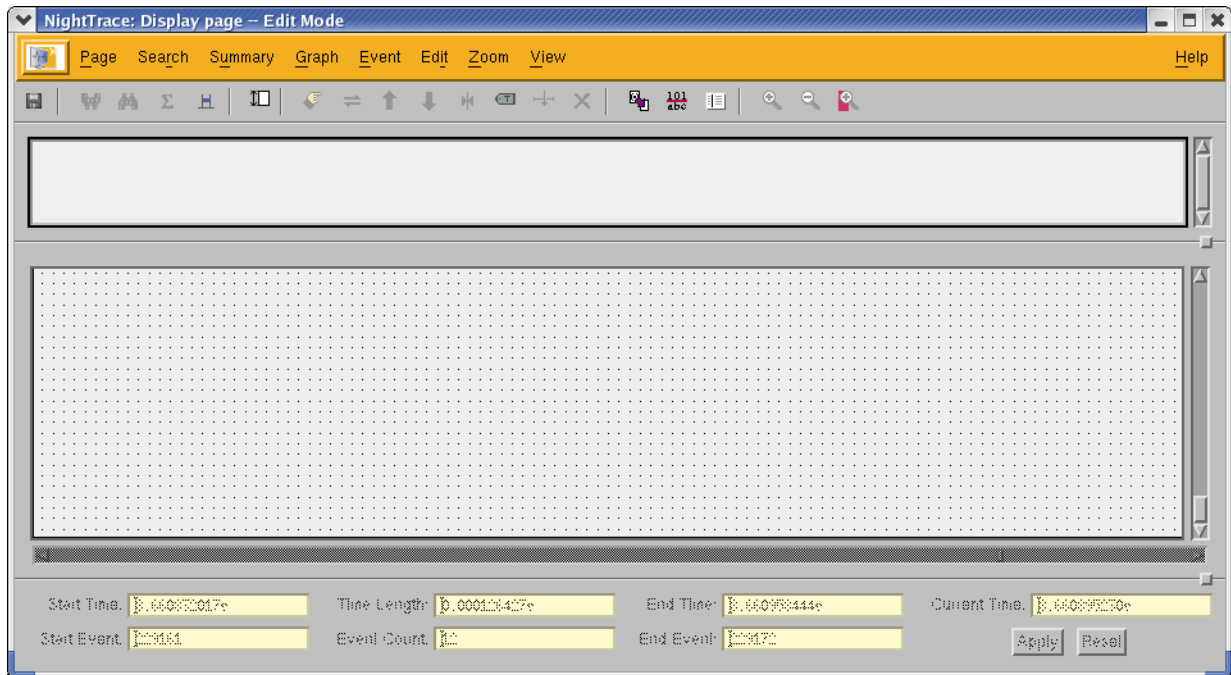 NightTrace: Display page -- Edit Mode
Page Search Summary Graph Event Edit Zoom View Help
101
abc
Start Time: Time Length: End Time: Current Time:
Start Event: Event Count: 12 End Event:
Apply Reset